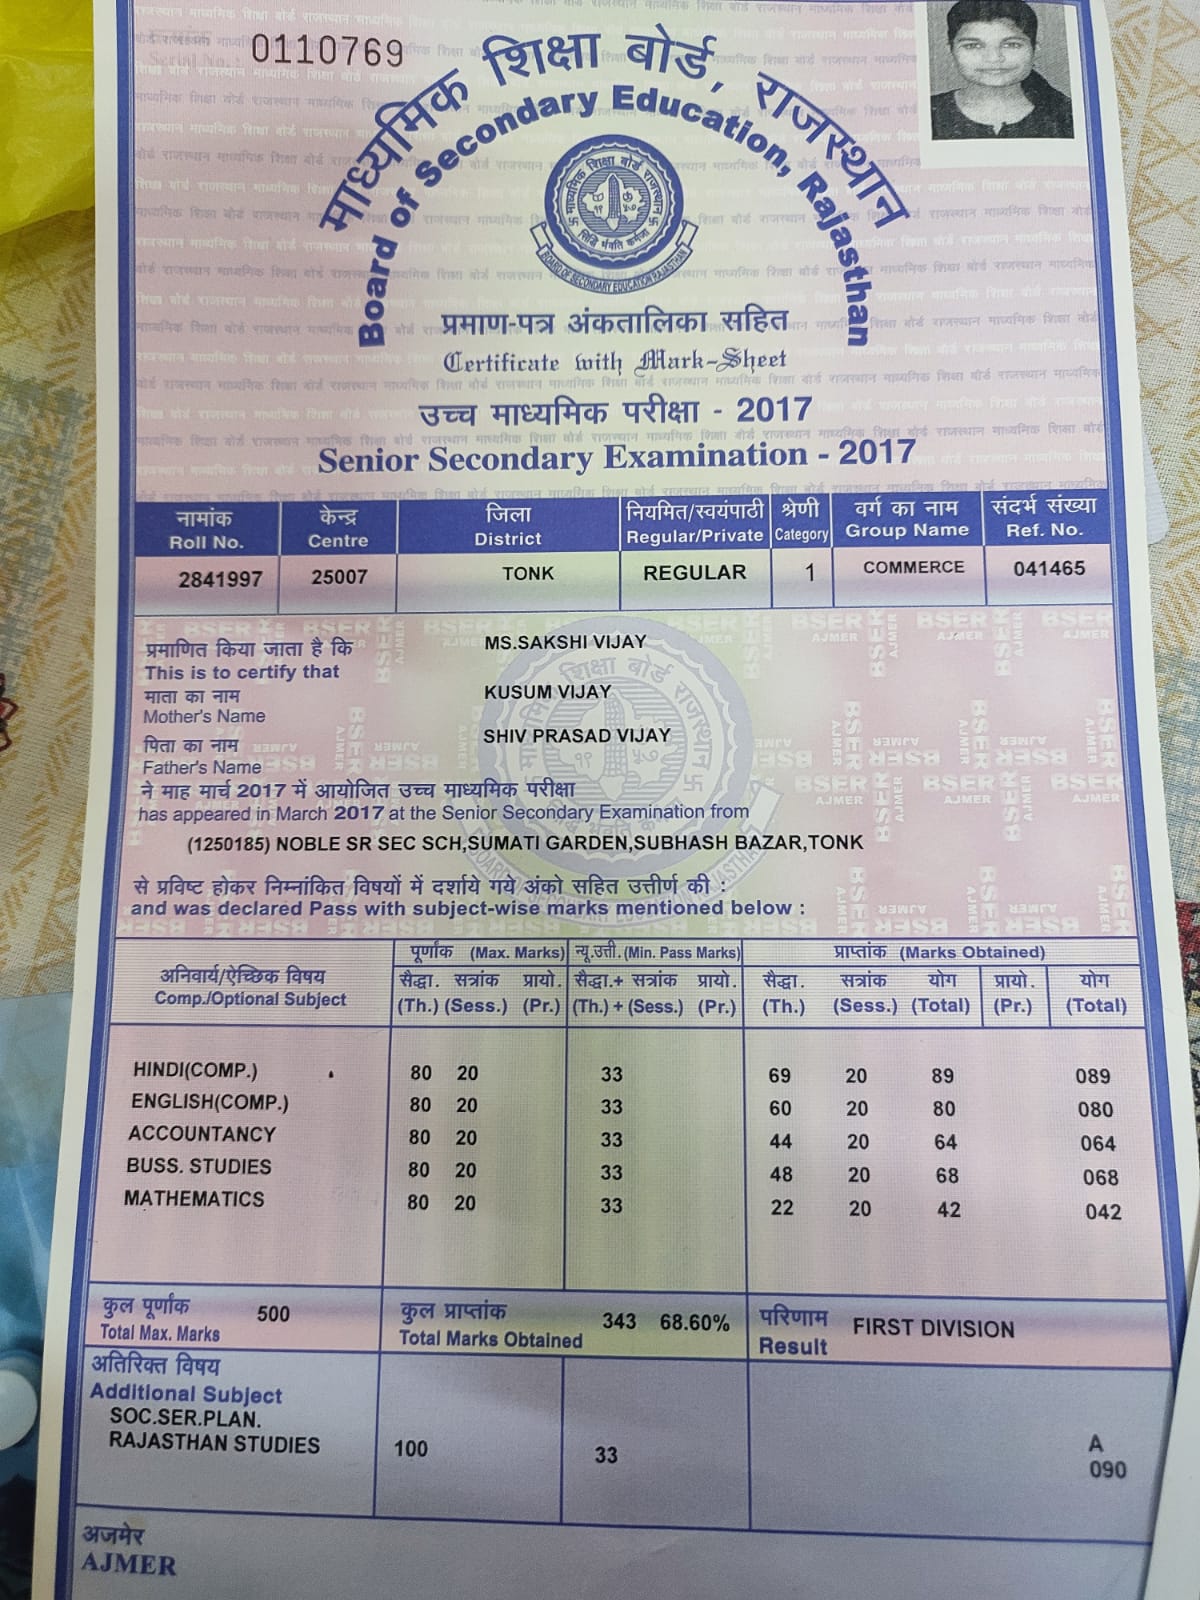 Serial No. : 0110769
माध्यमिक शिक्षा बोर्ड, राजस्थान
Board of Secondary Education, Rajasthan
माध्यमिक शिक्षा बोर्ड राजस्थान
BOARD OF SECONDARY EDUCATION RAJASTHAN
प्रमाण-पत्र अंकतालिका सहित
Certificate with Mark-Sheet
उच्च माध्यमिक परीक्षा - 2017
Senior Secondary Examination - 2017
नामांक केन्द्र जिला नियमित/स्वयंपाठी श्रेणी वर्ग का नाम संदर्भ संख्या
Roll No. Centre District Regular/Private Category Group Name Ref. No.
2841997 25007 TONK REGULAR 1 COMMERCE 041465
प्रमाणित किया जाता है कि MS.SAKSHI VIJAY
This is to certify that
माता का नाम KUSUM VIJAY
Mother's Name
पिता का नाम SHIV PRASAD VIJAY
Father's Name
ने माह मार्च 2017 में आयोजित उच्च माध्यमिक परीक्षा
has appeared in March 2017 at the Senior Secondary Examination from
(1250185) NOBLE SR SEC SCH,SUMATI GARDEN,SUBHASH BAZAR,TONK
से प्रविष्ट होकर निम्नांकित विषयों में दर्शाये गये अंको सहित उत्तीर्ण की :
and was declared Pass with subject-wise marks mentioned below :
अनिवार्य/ऐच्छिक विषय पूर्णांक (Max. Marks) न्यू.उत्ती. (Min. Pass Marks) प्राप्तांक (Marks Obtained)
Comp./Optional Subject सैद्धा. सत्रांक प्रायो. सैद्धा.+ सत्रांक प्रायो. सैद्धा. सत्रांक योग प्रायो. योग
(Th.) (Sess.) (Pr.) (Th.) + (Sess.) (Pr.) (Th.) (Sess.) (Total) (Pr.) (Total)
HINDI(COMP.) 80 20 33 69 20 89 089
ENGLISH(COMP.) 80 20 33 60 20 80 080
ACCOUNTANCY 80 20 33 44 20 64 064
BUSS. STUDIES 80 20 33 48 20 68 068
MATHEMATICS 80 20 33 22 20 42 042
कुल पूर्णांक 500 कुल प्राप्तांक 343 68.60% परिणाम FIRST DIVISION
Total Max. Marks Total Marks Obtained Result
अतिरिक्त विषय
Additional Subject
SOC.SER.PLAN. A
RAJASTHAN STUDIES 100 33 090
अजमेर
AJMER